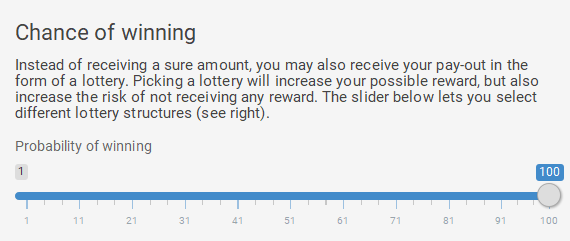 Chance of winning
Instead of receiving a sure amount, you may also receive your pay-out in the
form of a lottery. Picking a lottery will increase your possible reward, but also
increase the risk of not receiving any reward. The slider below lets you select
different lottery structures (see right).
Probability of winning
1 100
1 11 21 31 41 51 61 71 81 91 100